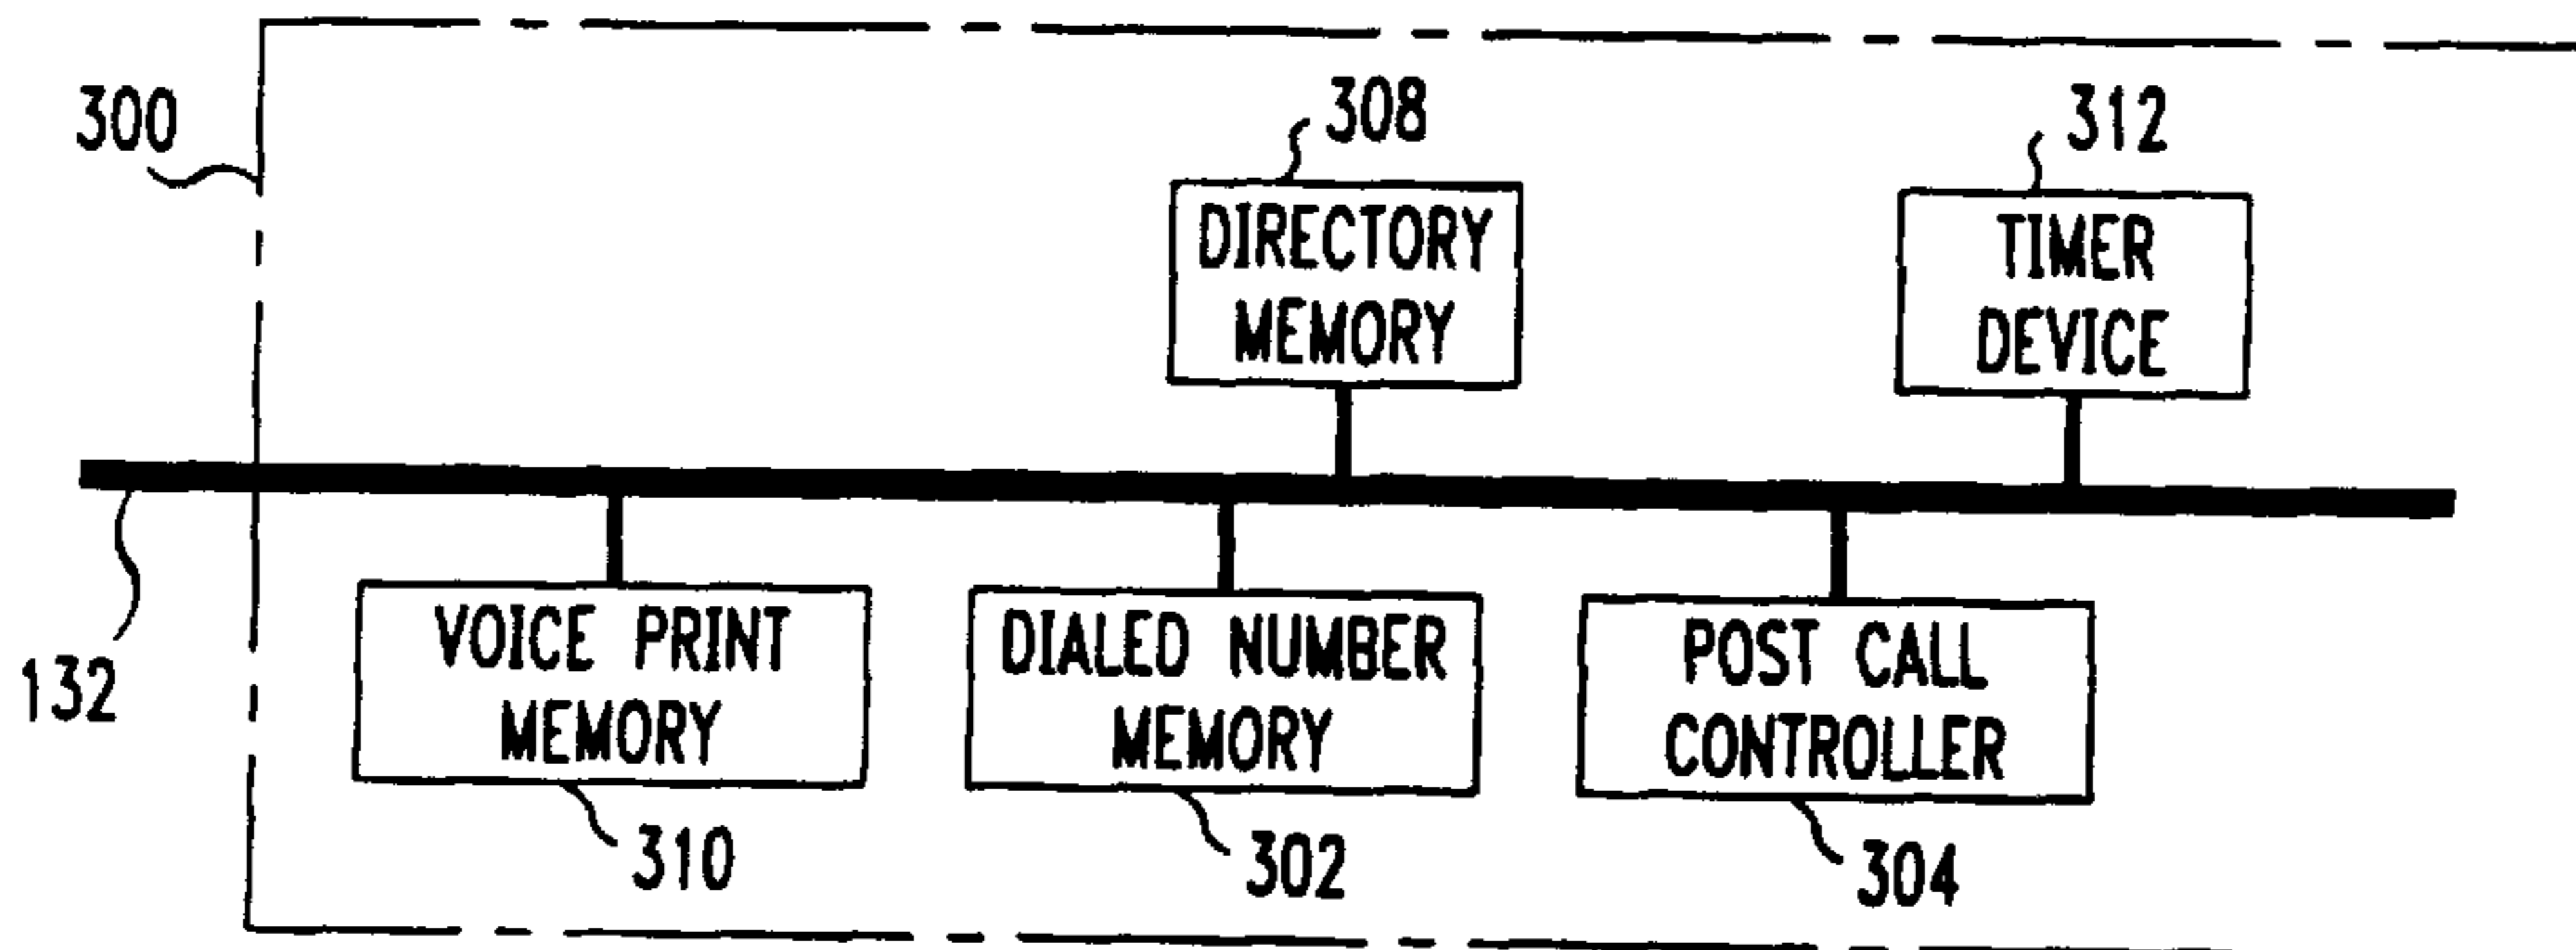 300
308
312
DIRECTORY
MEMORY
TIMER
DEVICE
132
VOICE PRINT
MEMORY
DIALED NUMBER
MEMORY
POST CALL
CONTROLLER
310
302
304